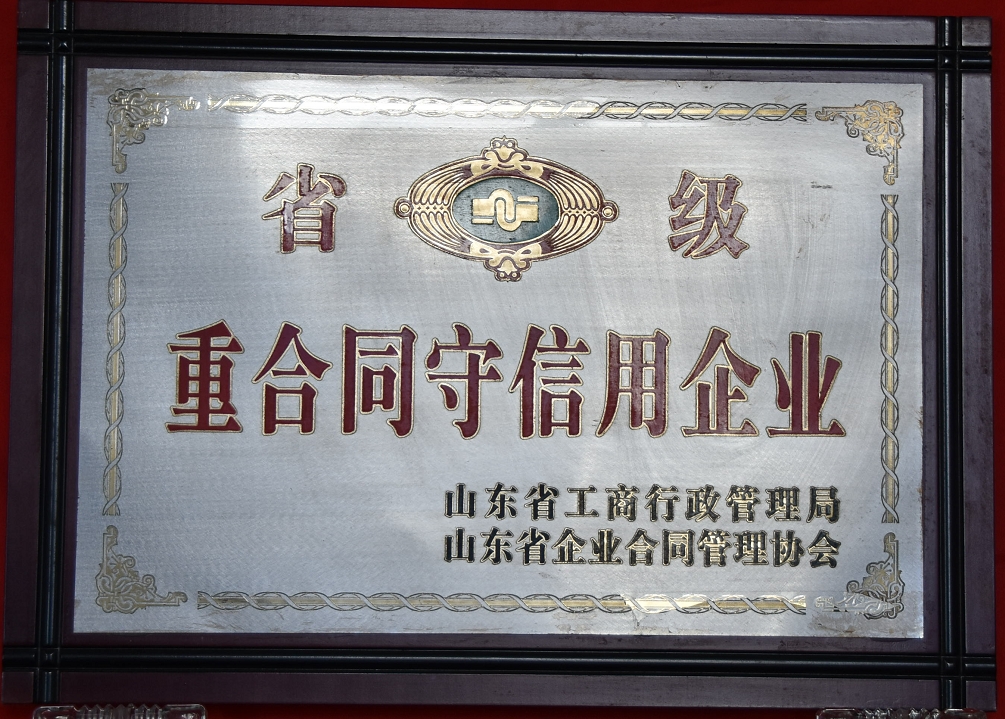 省 级
重合同守信用企业
山东省工商行政管理局
山东省企业合同管理协会